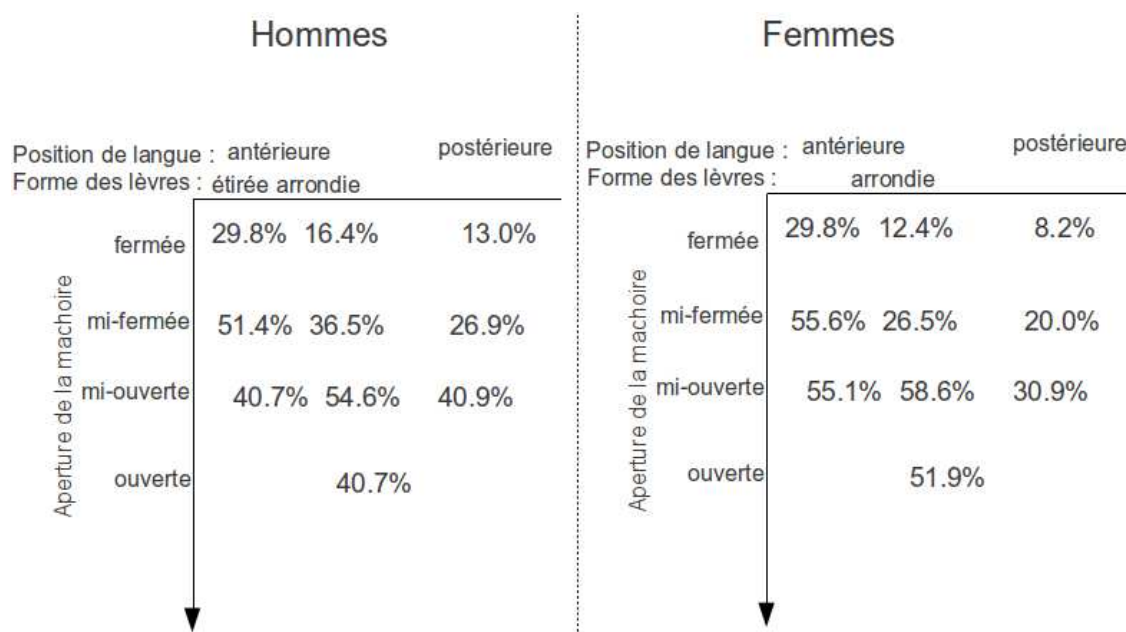 Hommes
Position de langue : antérieure postérieure
Forme des lèvres : étirée arrondie
Aperture de la machoire
fermée 29.8% 16.4% 13.0%
mi-fermée 51.4% 36.5% 26.9%
mi-ouverte 40.7% 54.6% 40.9%
ouverte 40.7%
Femmes
Position de langue : antérieure postérieure
Forme des lèvres : arrondie
Aperture de la machoire
fermée 29.8% 12.4% 8.2%
mi-fermée 55.6% 26.5% 20.0%
mi-ouverte 55.1% 58.6% 30.9%
ouverte 51.9%